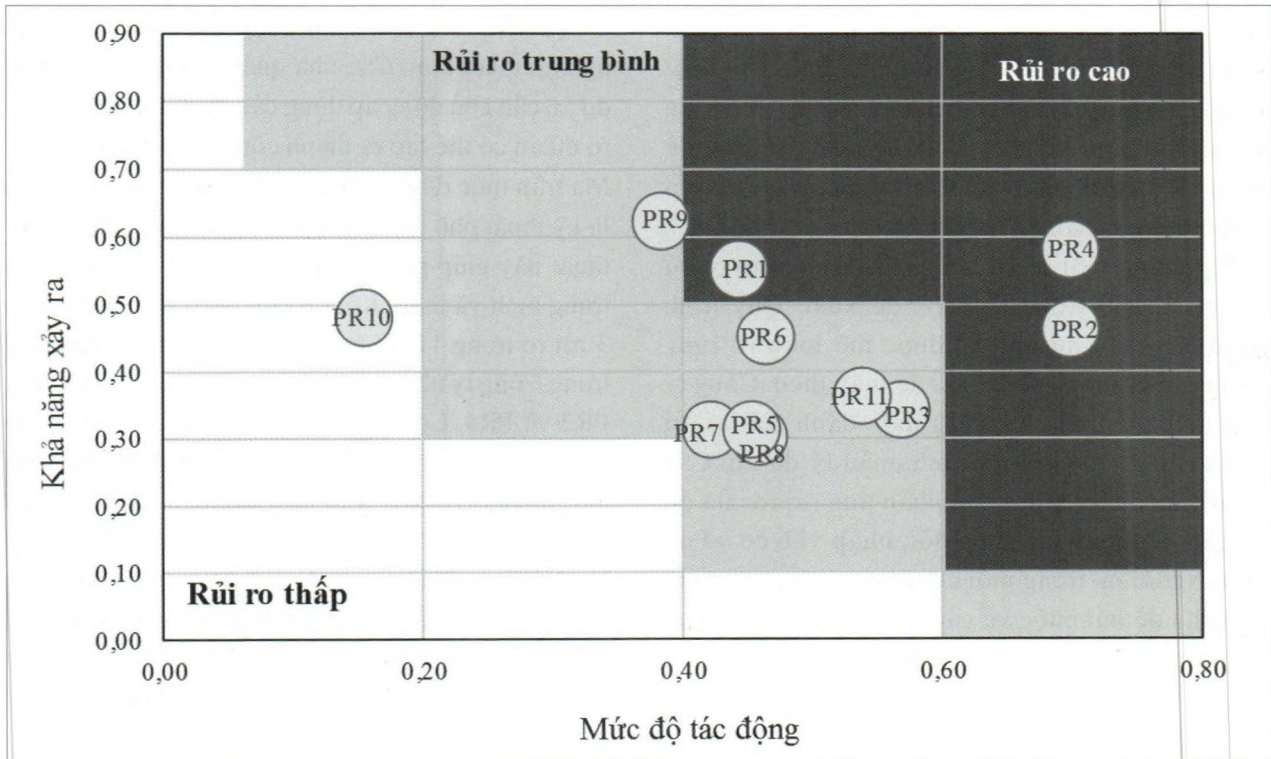 0,90
Rủi ro trung bình
Rủi ro cao
0,80
0,70
PR9
0,60
PR1
PR4
0,50
PR10
PR6
PR2
0,40
PR11
PR3
PR7
PR5
0,30
PR8
0,20
0,10
Rủi ro thấp
0,00
0,00
0,20
0,40
0,60
0,80
Khả năng xảy ra
Mức độ tác động